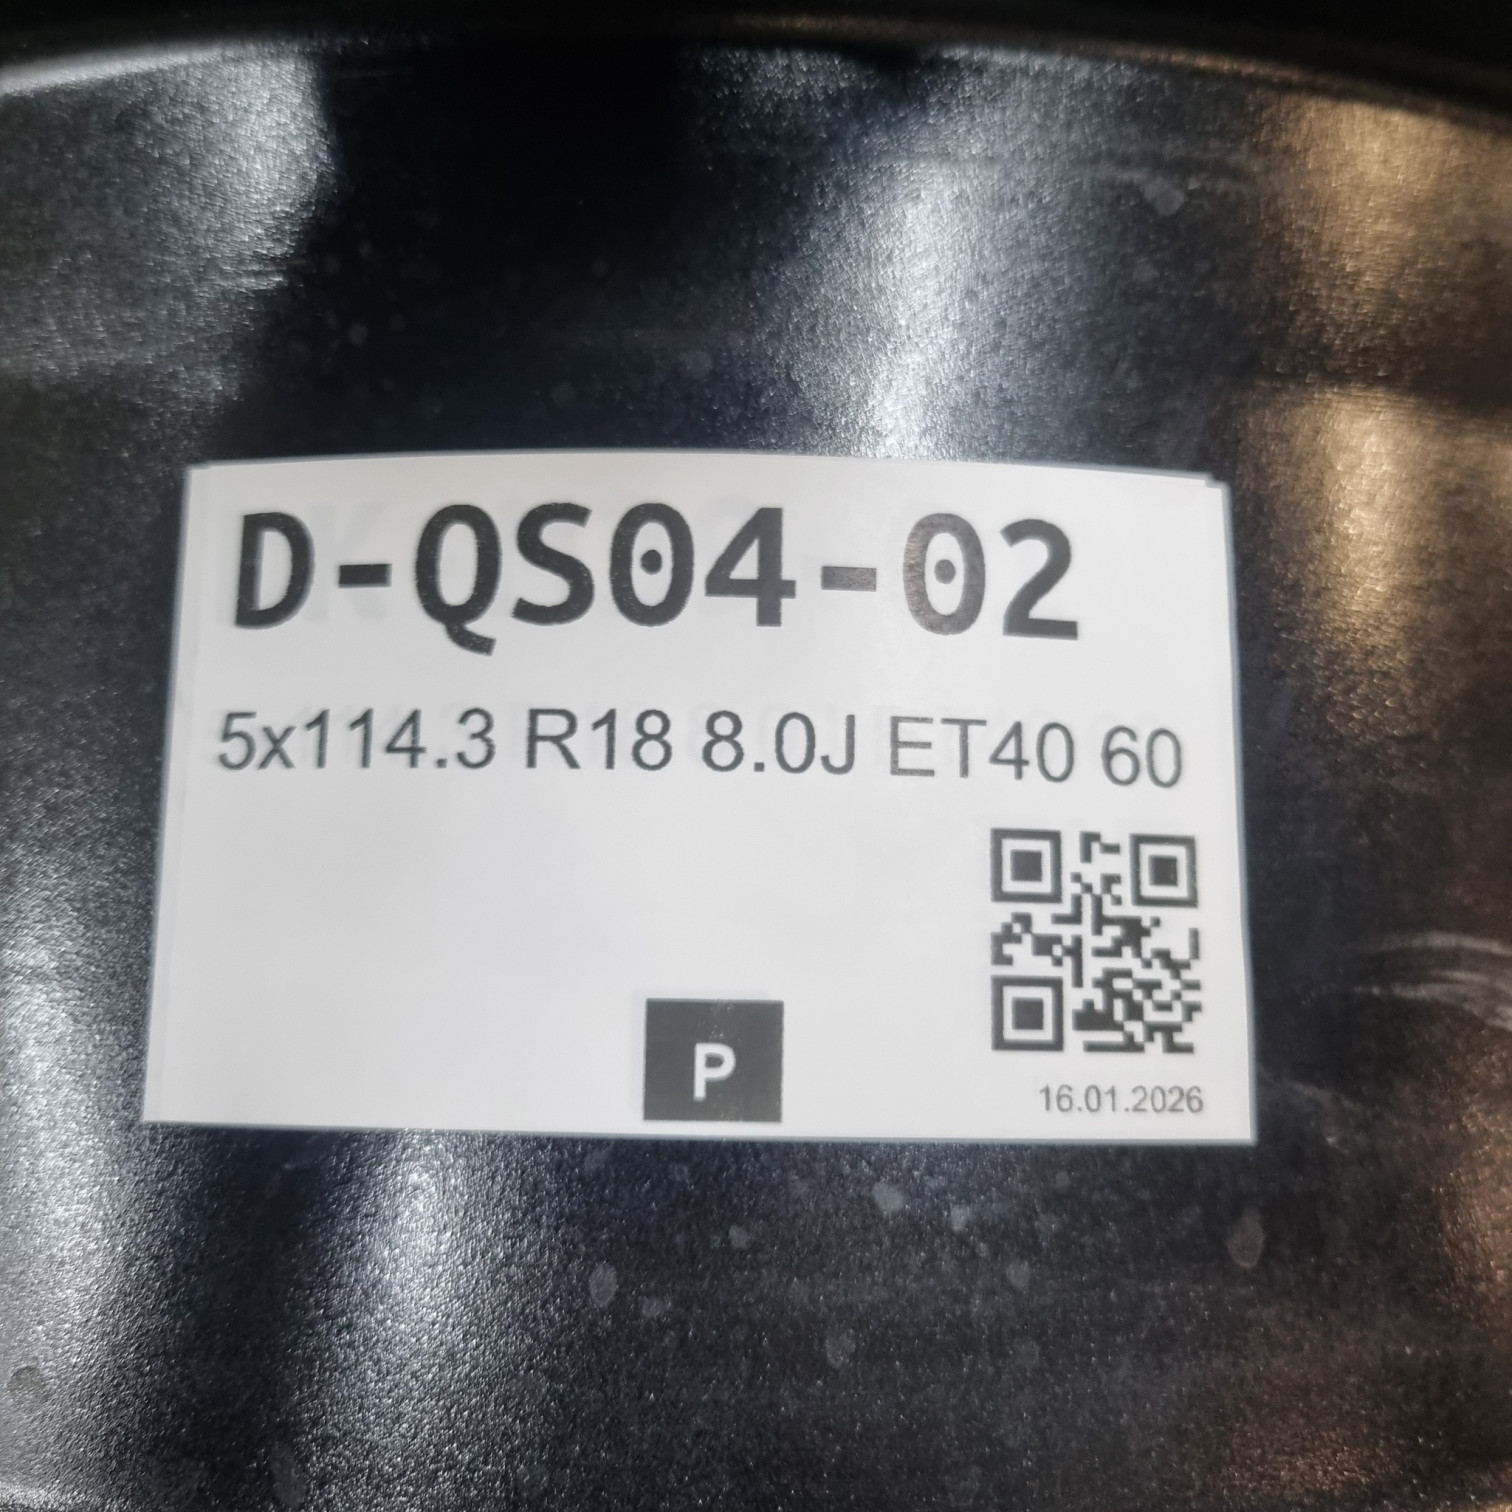 D-QS04-02
5x114.3 R18 8.0J ET40 60
P
16.01.2026